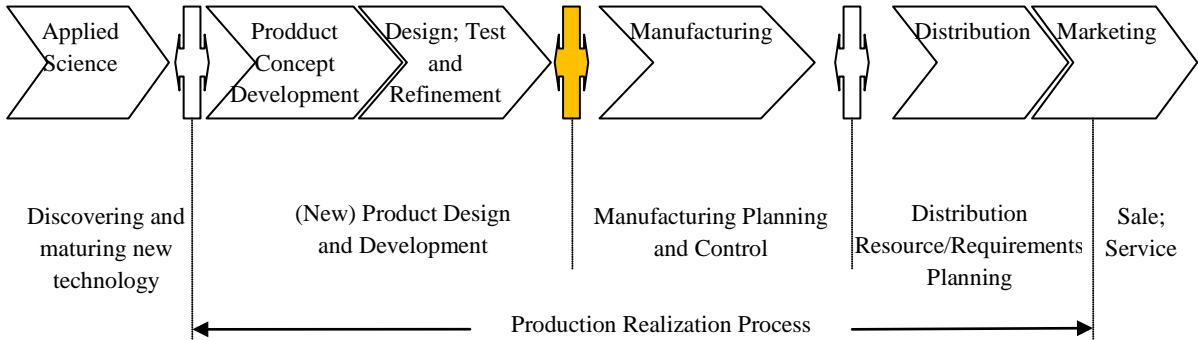 Applied
Science
Prodduct
Concept
Development
Design; Test
and
Refinement
Manufacturing
Distribution
Marketing
Discovering and
maturing new
technology
(New) Product Design
and Development
Manufacturing Planning
and Control
Distribution
Resource/Requirements
Planning
Sale;
Service
Production Realization Process